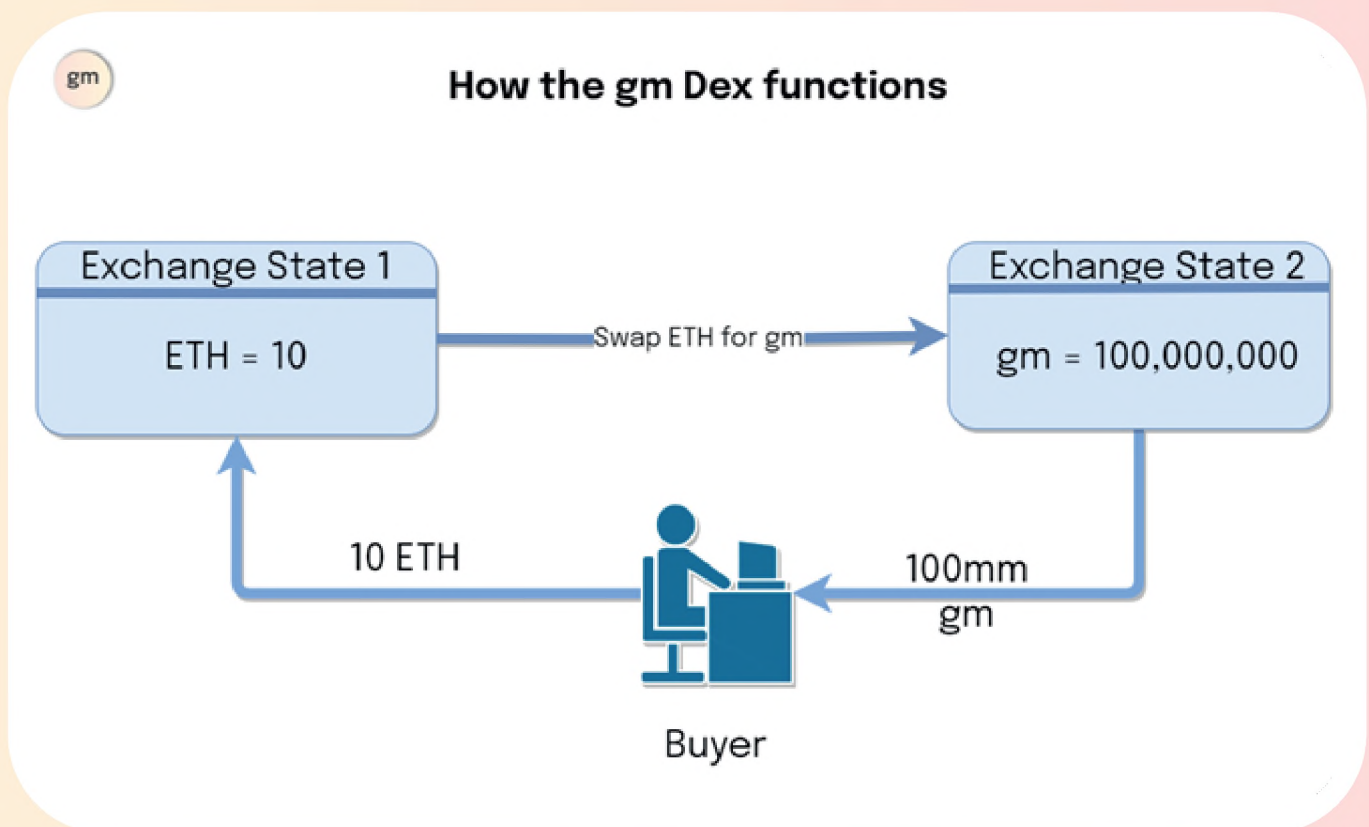 gm
How the gm Dex functions
Exchange State 1
ETH = 10
Swap ETH for gm
Exchange State 2
gm = 100,000,000
10 ETH
100mm
gm
Buyer